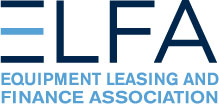 ELFA
EQUIPMENT LEASING AND
FINANCE ASSOCIATION